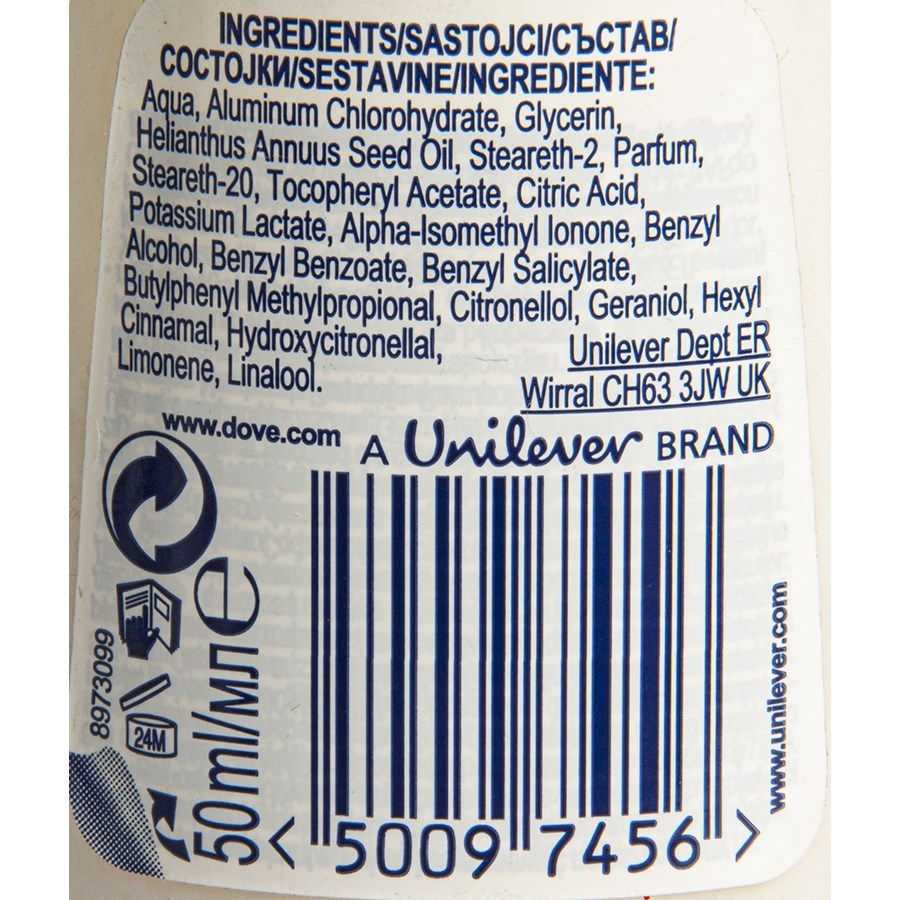 INGREDIENTS/SASTOJCI/СЪСТАВ/
СОСТОЈКИ/SESTAVINE/INGREDIENTE:
Aqua, Aluminum Chlorohydrate, Glycerin,
Helianthus Annuus Seed Oil, Steareth-2, Parfum,
Steareth-20, Tocopheryl Acetate, Citric Acid,
Potassium Lactate, Alpha-Isomethyl Ionone, Benzyl
Alcohol, Benzyl Benzoate, Benzyl Salicylate,
Butylphenyl Methylpropional, Citronellol, Geraniol, Hexyl
Cinnamal, Hydroxycitronellal,
Limonene, Linalool.
Unilever Dept ER
Wirral CH63 3JW UK
www.dove.com
A Unilever BRAND
8973099
24M
50ml/мл e
< 5009 7456 >
www.unilever.com